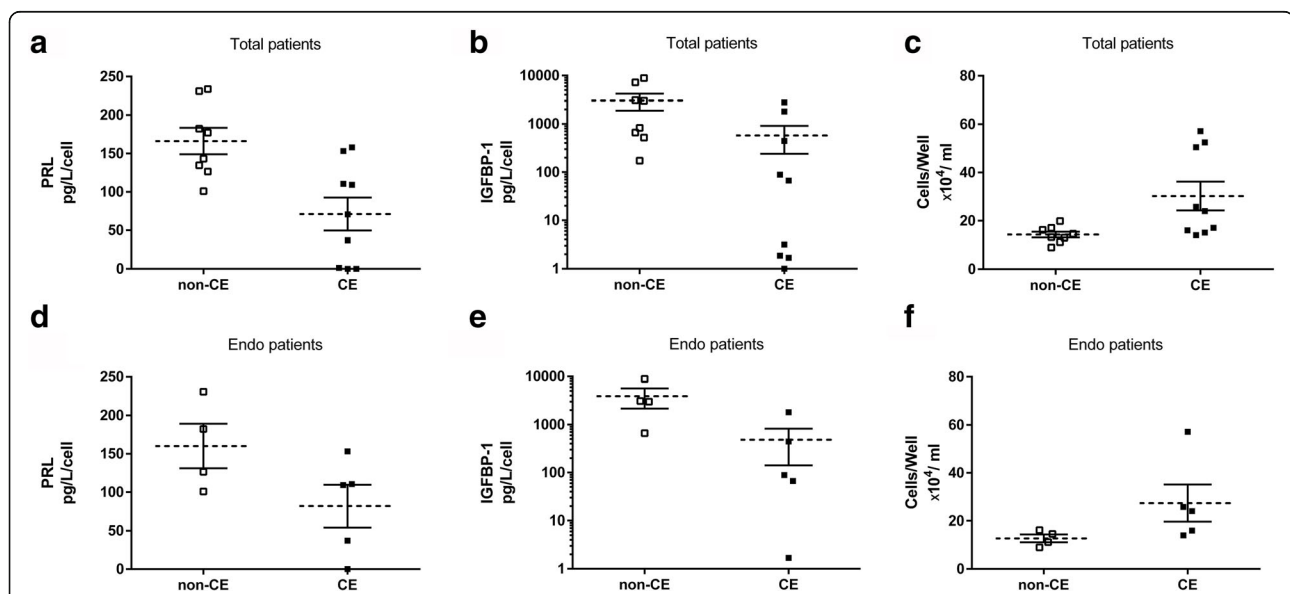 a
Total patients
PRL
pg/L/cell
250
200
150
100
50
0
non-CE
CE
b
Total patients
IGFBP-1
pg/L/cell
10000
1000
100
10
1
non-CE
CE
c
Total patients
Cells/Well
x10⁴/ ml
80
60
40
20
0
non-CE
CE
d
Endo patients
PRL
pg/L/cell
250
200
150
100
50
0
non-CE
CE
e
Endo patients
IGFBP-1
pg/L/cell
10000
1000
100
10
1
non-CE
CE
f
Endo patients
Cells/Well
x10⁴/ ml
80
60
40
20
0
non-CE
CE